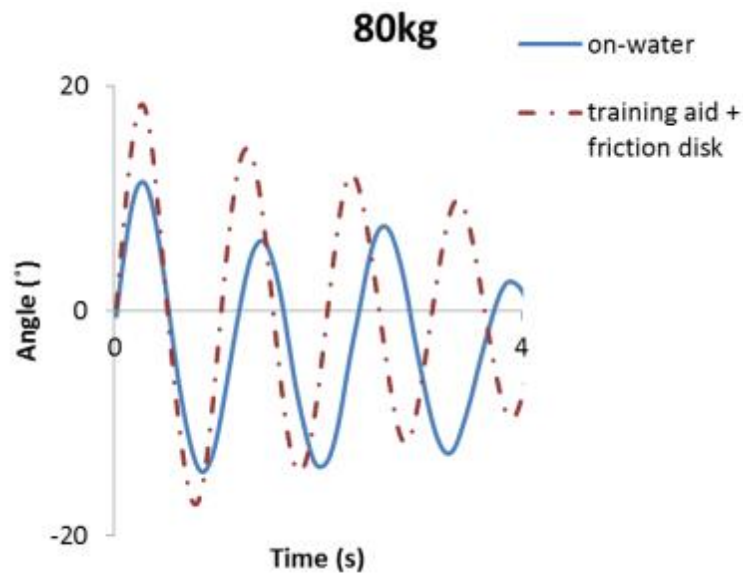 80kg
on-water
training aid +
friction disk
20
0
-20
0
4
Angle (˚)
Time (s)